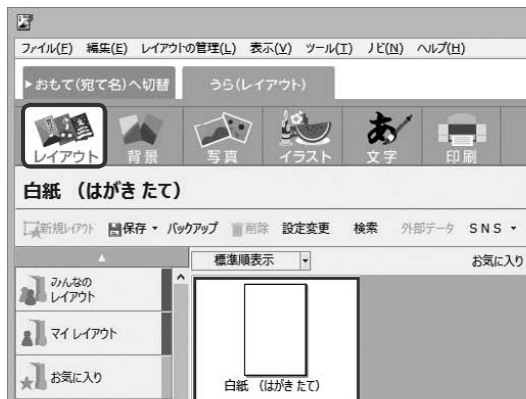 ファイル(F) 編集(E) レイアウトの管理(L) 表示(V) ツール(T) ナビ(N) ヘルプ(H)
▶おもて(宛て名)へ切替 うら(レイアウト)
レイアウト 背景 写真 イラスト 文字 印刷
白紙 (はがき たて)
新規レイアウト 保存 バックアップ 削除 設定変更 検索 外部データ SNS
標準順表示 お気に入り
みんなの
レイアウト
マイ レイアウト
お気に入り
白紙 (はがき たて)